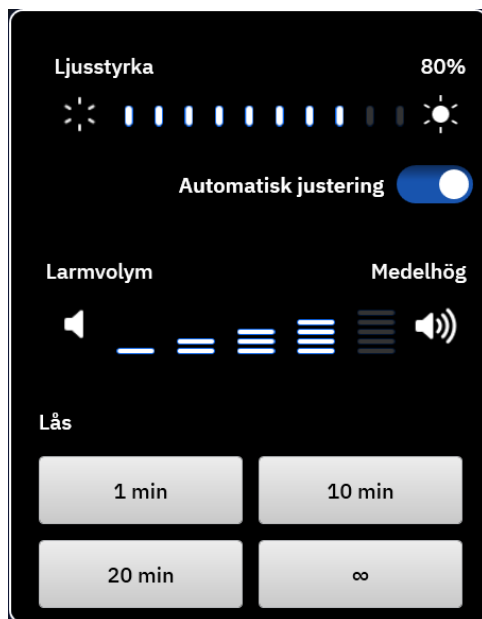 Ljusstyrka 80%
Automatisk justering
Larmvolym Medelhög
Lås
1 min 10 min
20 min ∞